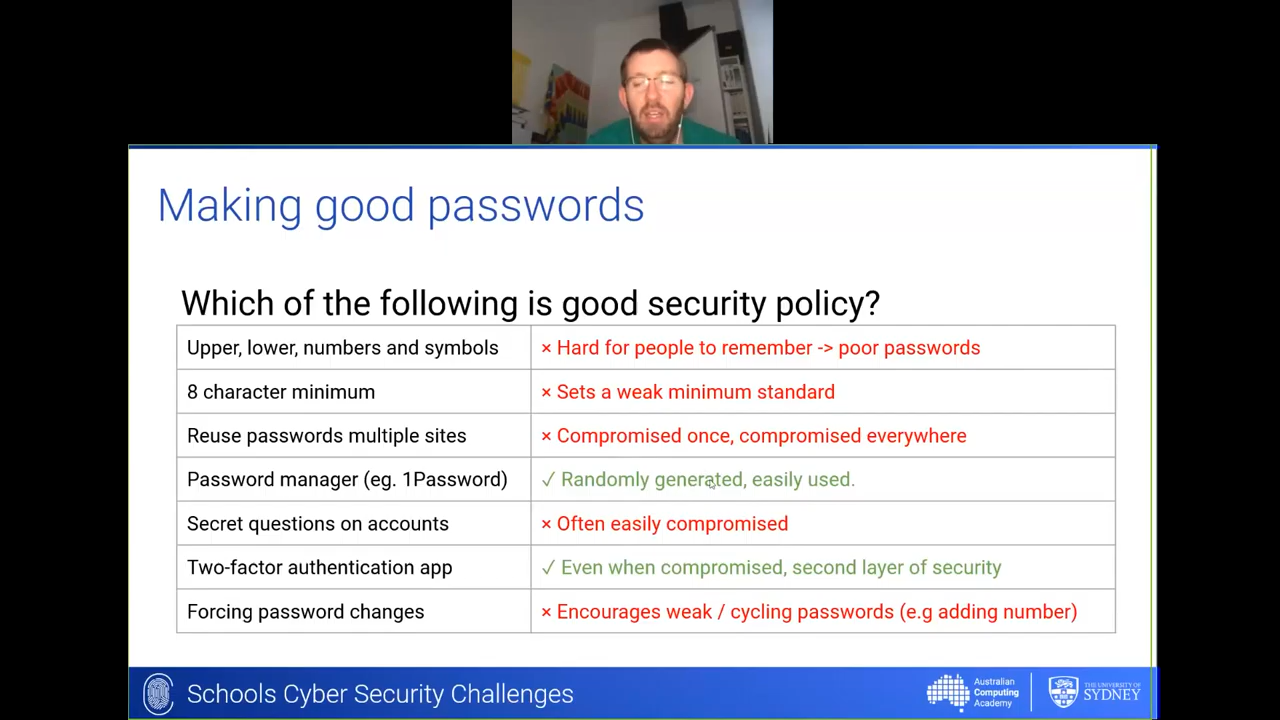 Making good passwords
Which of the following is good security policy?
Upper, lower, numbers and symbols
× Hard for people to remember -> poor passwords
8 character minimum
× Sets a weak minimum standard
Reuse passwords multiple sites
× Compromised once, compromised everywhere
Password manager (eg. 1Password)
✓ Randomly generated, easily used.
Secret questions on accounts
× Often easily compromised
Two-factor authentication app
✓ Even when compromised, second layer of security
Forcing password changes
× Encourages weak / cycling passwords (e.g adding number)
Schools Cyber Security Challenges
Australian
Computing
Academy
THE UNIVERSITY OF
SYDNEY